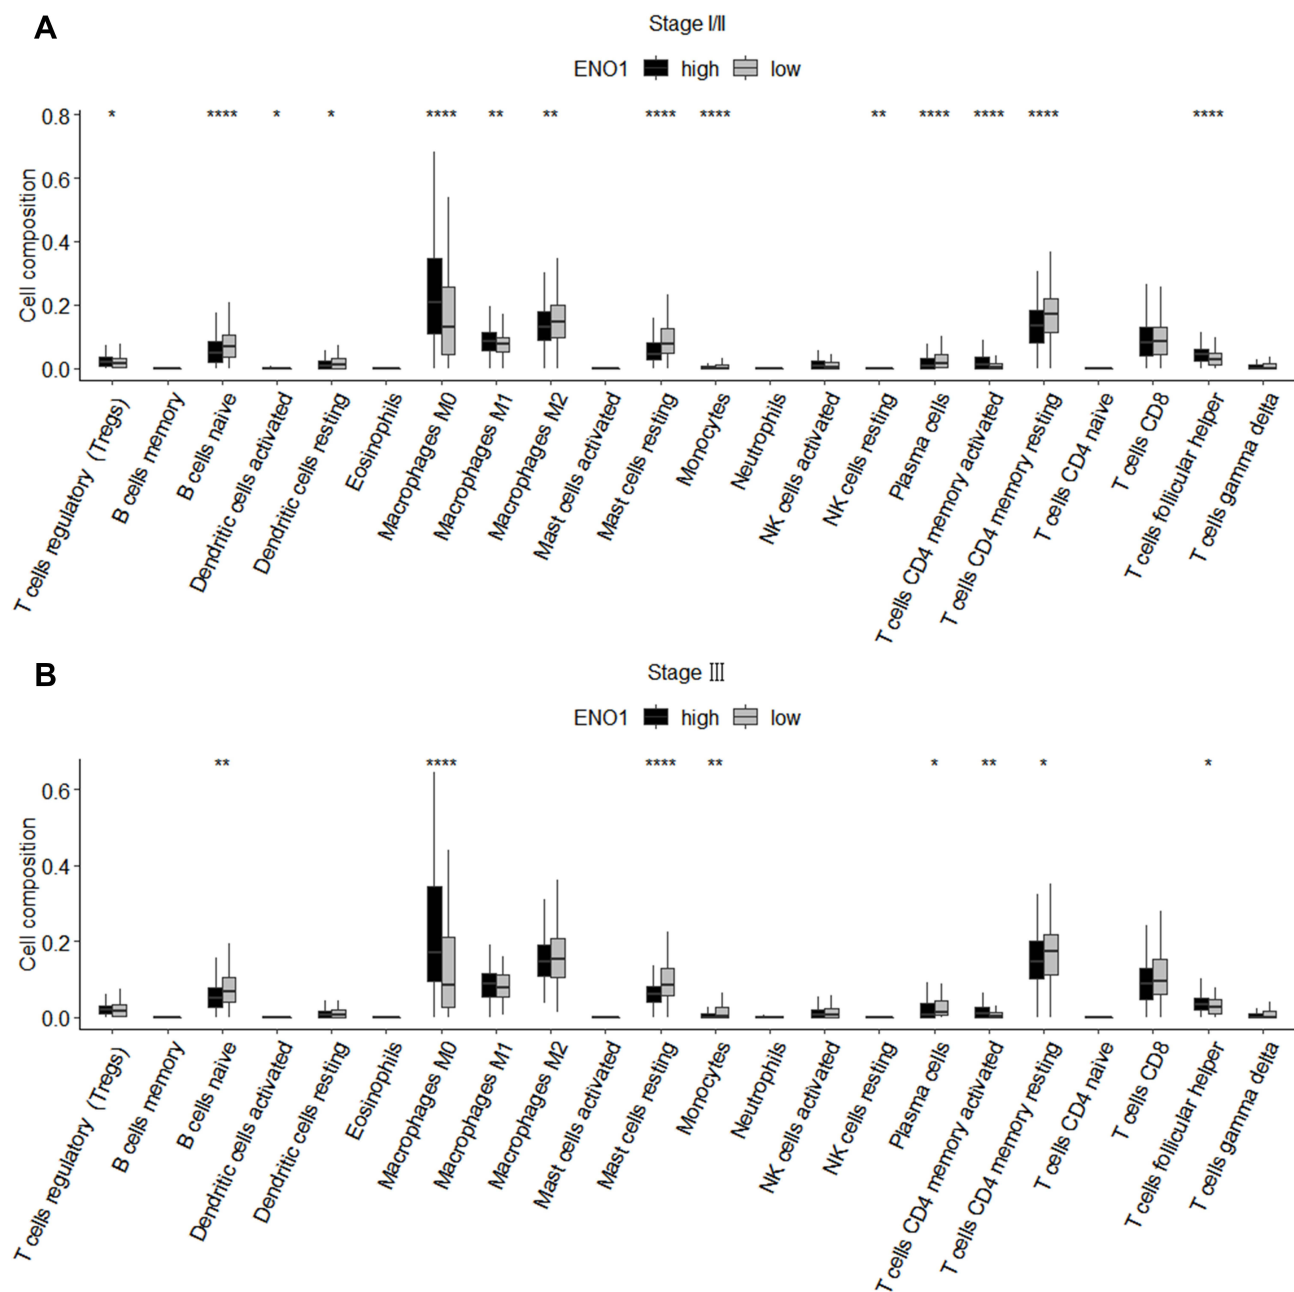 A
Stage I/II
ENO1 high low
* **** * * **** ** ** **** **** ** **** **** **** ****
Cell composition
0.8
0.6
0.4
0.2
0.0
T cells regulatory (Tregs)
B cells memory
B cells naive
Dendritic cells activated
Dendritic cells resting
Eosinophils
Macrophages M0
Macrophages M1
Macrophages M2
Mast cells activated
Mast cells resting
Monocytes
Neutrophils
NK cells activated
NK cells resting
Plasma cells
T cells CD4 memory activated
T cells CD4 memory resting
T cells CD4 naive
T cells CD8
T cells follicular helper
T cells gamma delta
B
Stage Ⅲ
ENO1 high low
** **** **** ** * ** * *
Cell composition
0.6
0.4
0.2
0.0
T cells regulatory (Tregs)
B cells memory
B cells naive
Dendritic cells activated
Dendritic cells resting
Eosinophils
Macrophages M0
Macrophages M1
Macrophages M2
Mast cells activated
Mast cells resting
Monocytes
Neutrophils
NK cells activated
NK cells resting
Plasma cells
T cells CD4 memory activated
T cells CD4 memory resting
T cells CD4 naive
T cells CD8
T cells follicular helper
T cells gamma delta